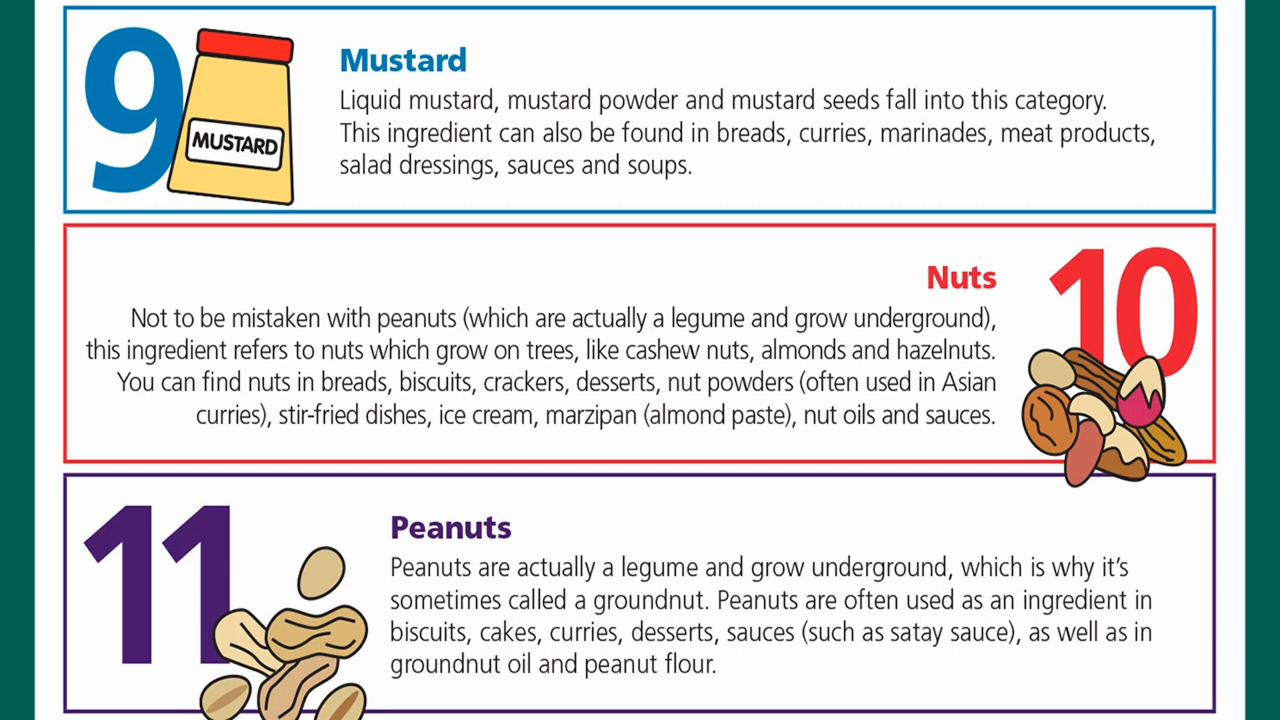 9
MUSTARD
Mustard
Liquid mustard, mustard powder and mustard seeds fall into this category.
This ingredient can also be found in breads, curries, marinades, meat products,
salad dressings, sauces and soups.
10
Nuts
Not to be mistaken with peanuts (which are actually a legume and grow underground),
this ingredient refers to nuts which grow on trees, like cashew nuts, almonds and hazelnuts.
You can find nuts in breads, biscuits, crackers, desserts, nut powders (often used in Asian
curries), stir-fried dishes, ice cream, marzipan (almond paste), nut oils and sauces.
11
Peanuts
Peanuts are actually a legume and grow underground, which is why it’s
sometimes called a groundnut. Peanuts are often used as an ingredient in
biscuits, cakes, curries, desserts, sauces (such as satay sauce), as well as in
groundnut oil and peanut flour.